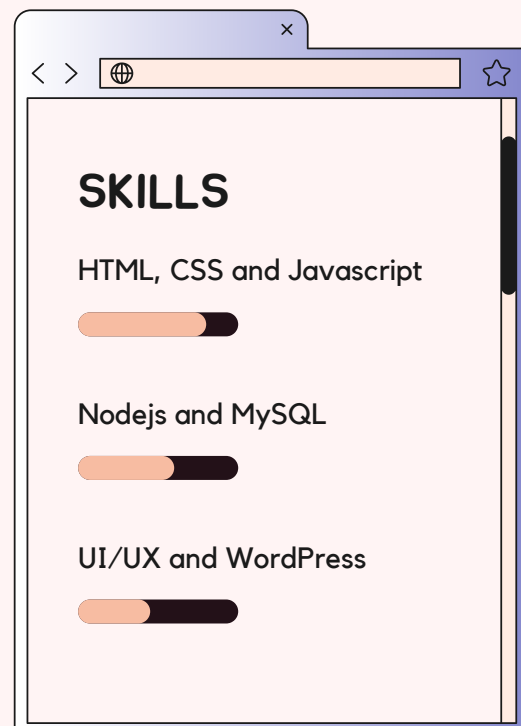 SKILLS
HTML, CSS and Javascript
Nodejs and MySQL
UI/UX and WordPress